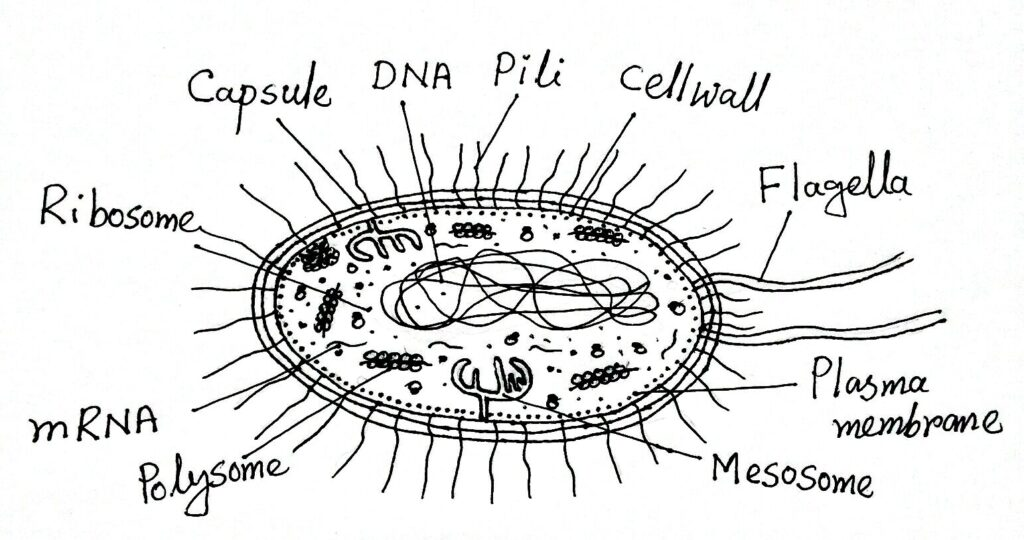 Capsule
DNA
Pili
Cellwall
Flagella
Ribosome
Plasma
membrane
mRNA
Polysome
Mesosome